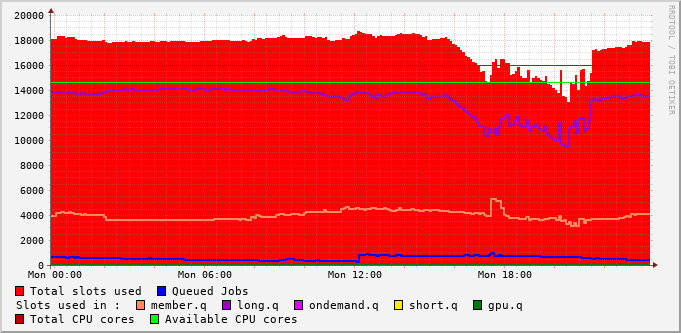 RRDTOOL / TOBI OETIKER
20000
18000
16000
14000
12000
10000
8000
6000
4000
2000
0
Mon 00:00 Mon 06:00 Mon 12:00 Mon 18:00
Total slots used Queued Jobs
Slots used in : member.q long.q ondemand.q short.q gpu.q
Total CPU cores Available CPU cores